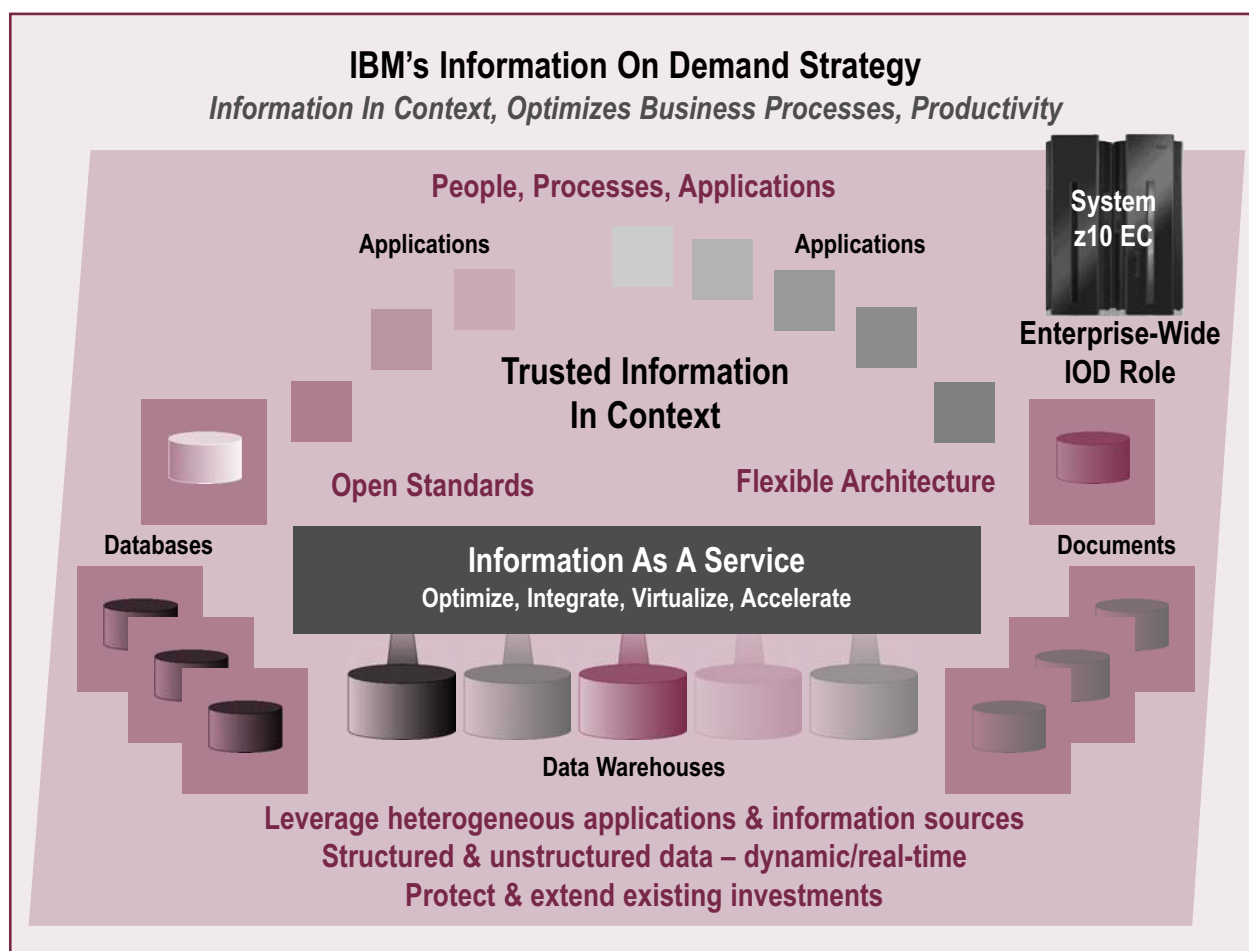 IBM's Information On Demand Strategy
Information In Context, Optimizes Business Processes, Productivity
People, Processes, Applications
System
z10 EC
Applications
Applications
Enterprise-Wide
IOD Role
Trusted Information
In Context
Open Standards
Flexible Architecture
Databases
Documents
Information As A Service
Optimize, Integrate, Virtualize, Accelerate
Data Warehouses
Leverage heterogeneous applications & information sources
Structured & unstructured data – dynamic/real-time
Protect & extend existing investments